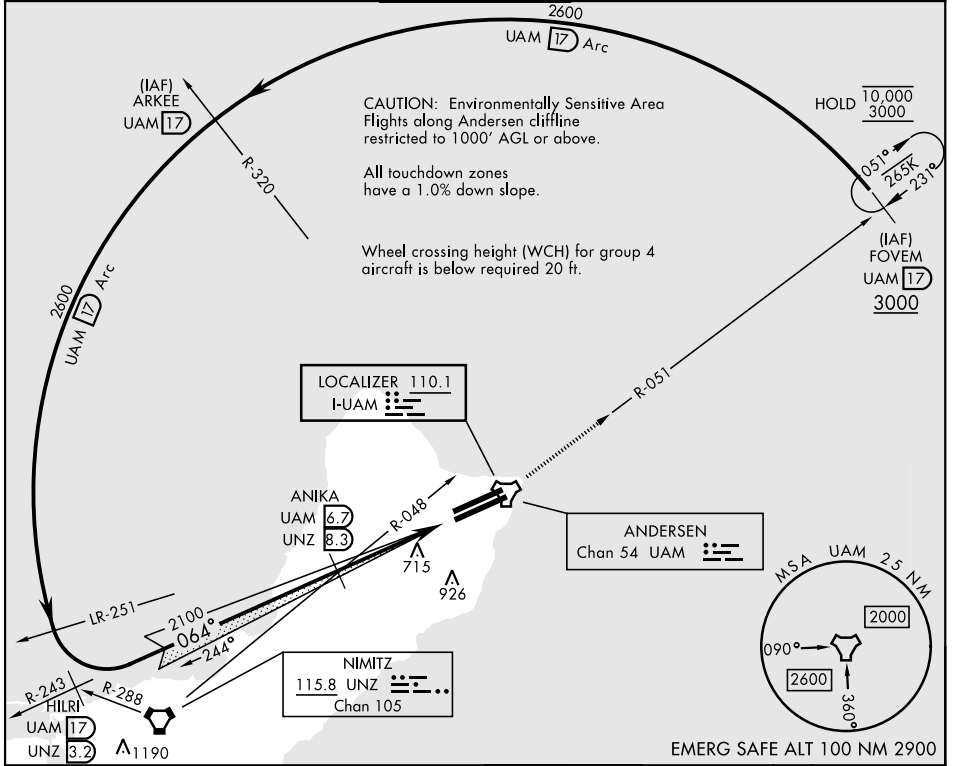 2600
UAM 17 Arc
(IAF)
ARKEE
UAM 17
R-320
CAUTION: Environmentally Sensitive Area
Flights along Andersen cliffline
restricted to 1000' AGL or above.
All touchdown zones
have a 1.0% down slope.
Wheel crossing height (WCH) for group 4
aircraft is below required 20 ft.
HOLD 10,000
3000
051°
265K
231°
(IAF)
FOVEM
UAM 17
3000
2600
UAM 17 Arc
R-051
LOCALIZER 110.1
I-UAM
ANIKA
UAM 6.7
UNZ 8.3
R-048
715
926
ANDERSEN
Chan 54 UAM
LR-251
2100
064°
244°
R-243
R-288
HILRI
UAM 17
UNZ 3.2
1190
NIMITZ
115.8 UNZ
Chan 105
MSA UAM 25 NM
2000
090°
2600
360°
EMERG SAFE ALT 100 NM 2900